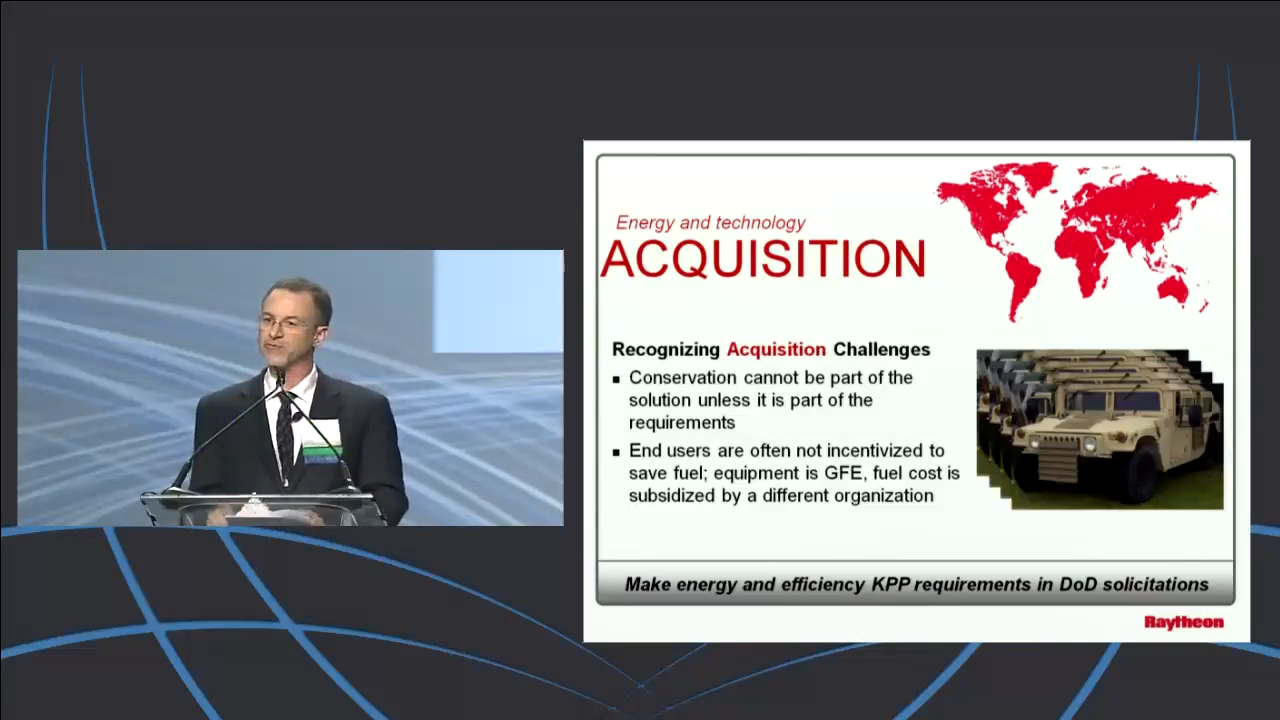 Energy and technology
ACQUISITION
Recognizing Acquisition Challenges
▪ Conservation cannot be part of the
solution unless it is part of the
requirements
▪ End users are often not incentivized to
save fuel; equipment is GFE, fuel cost is
subsidized by a different organization
Make energy and efficiency KPP requirements in DoD solicitations
Raytheon